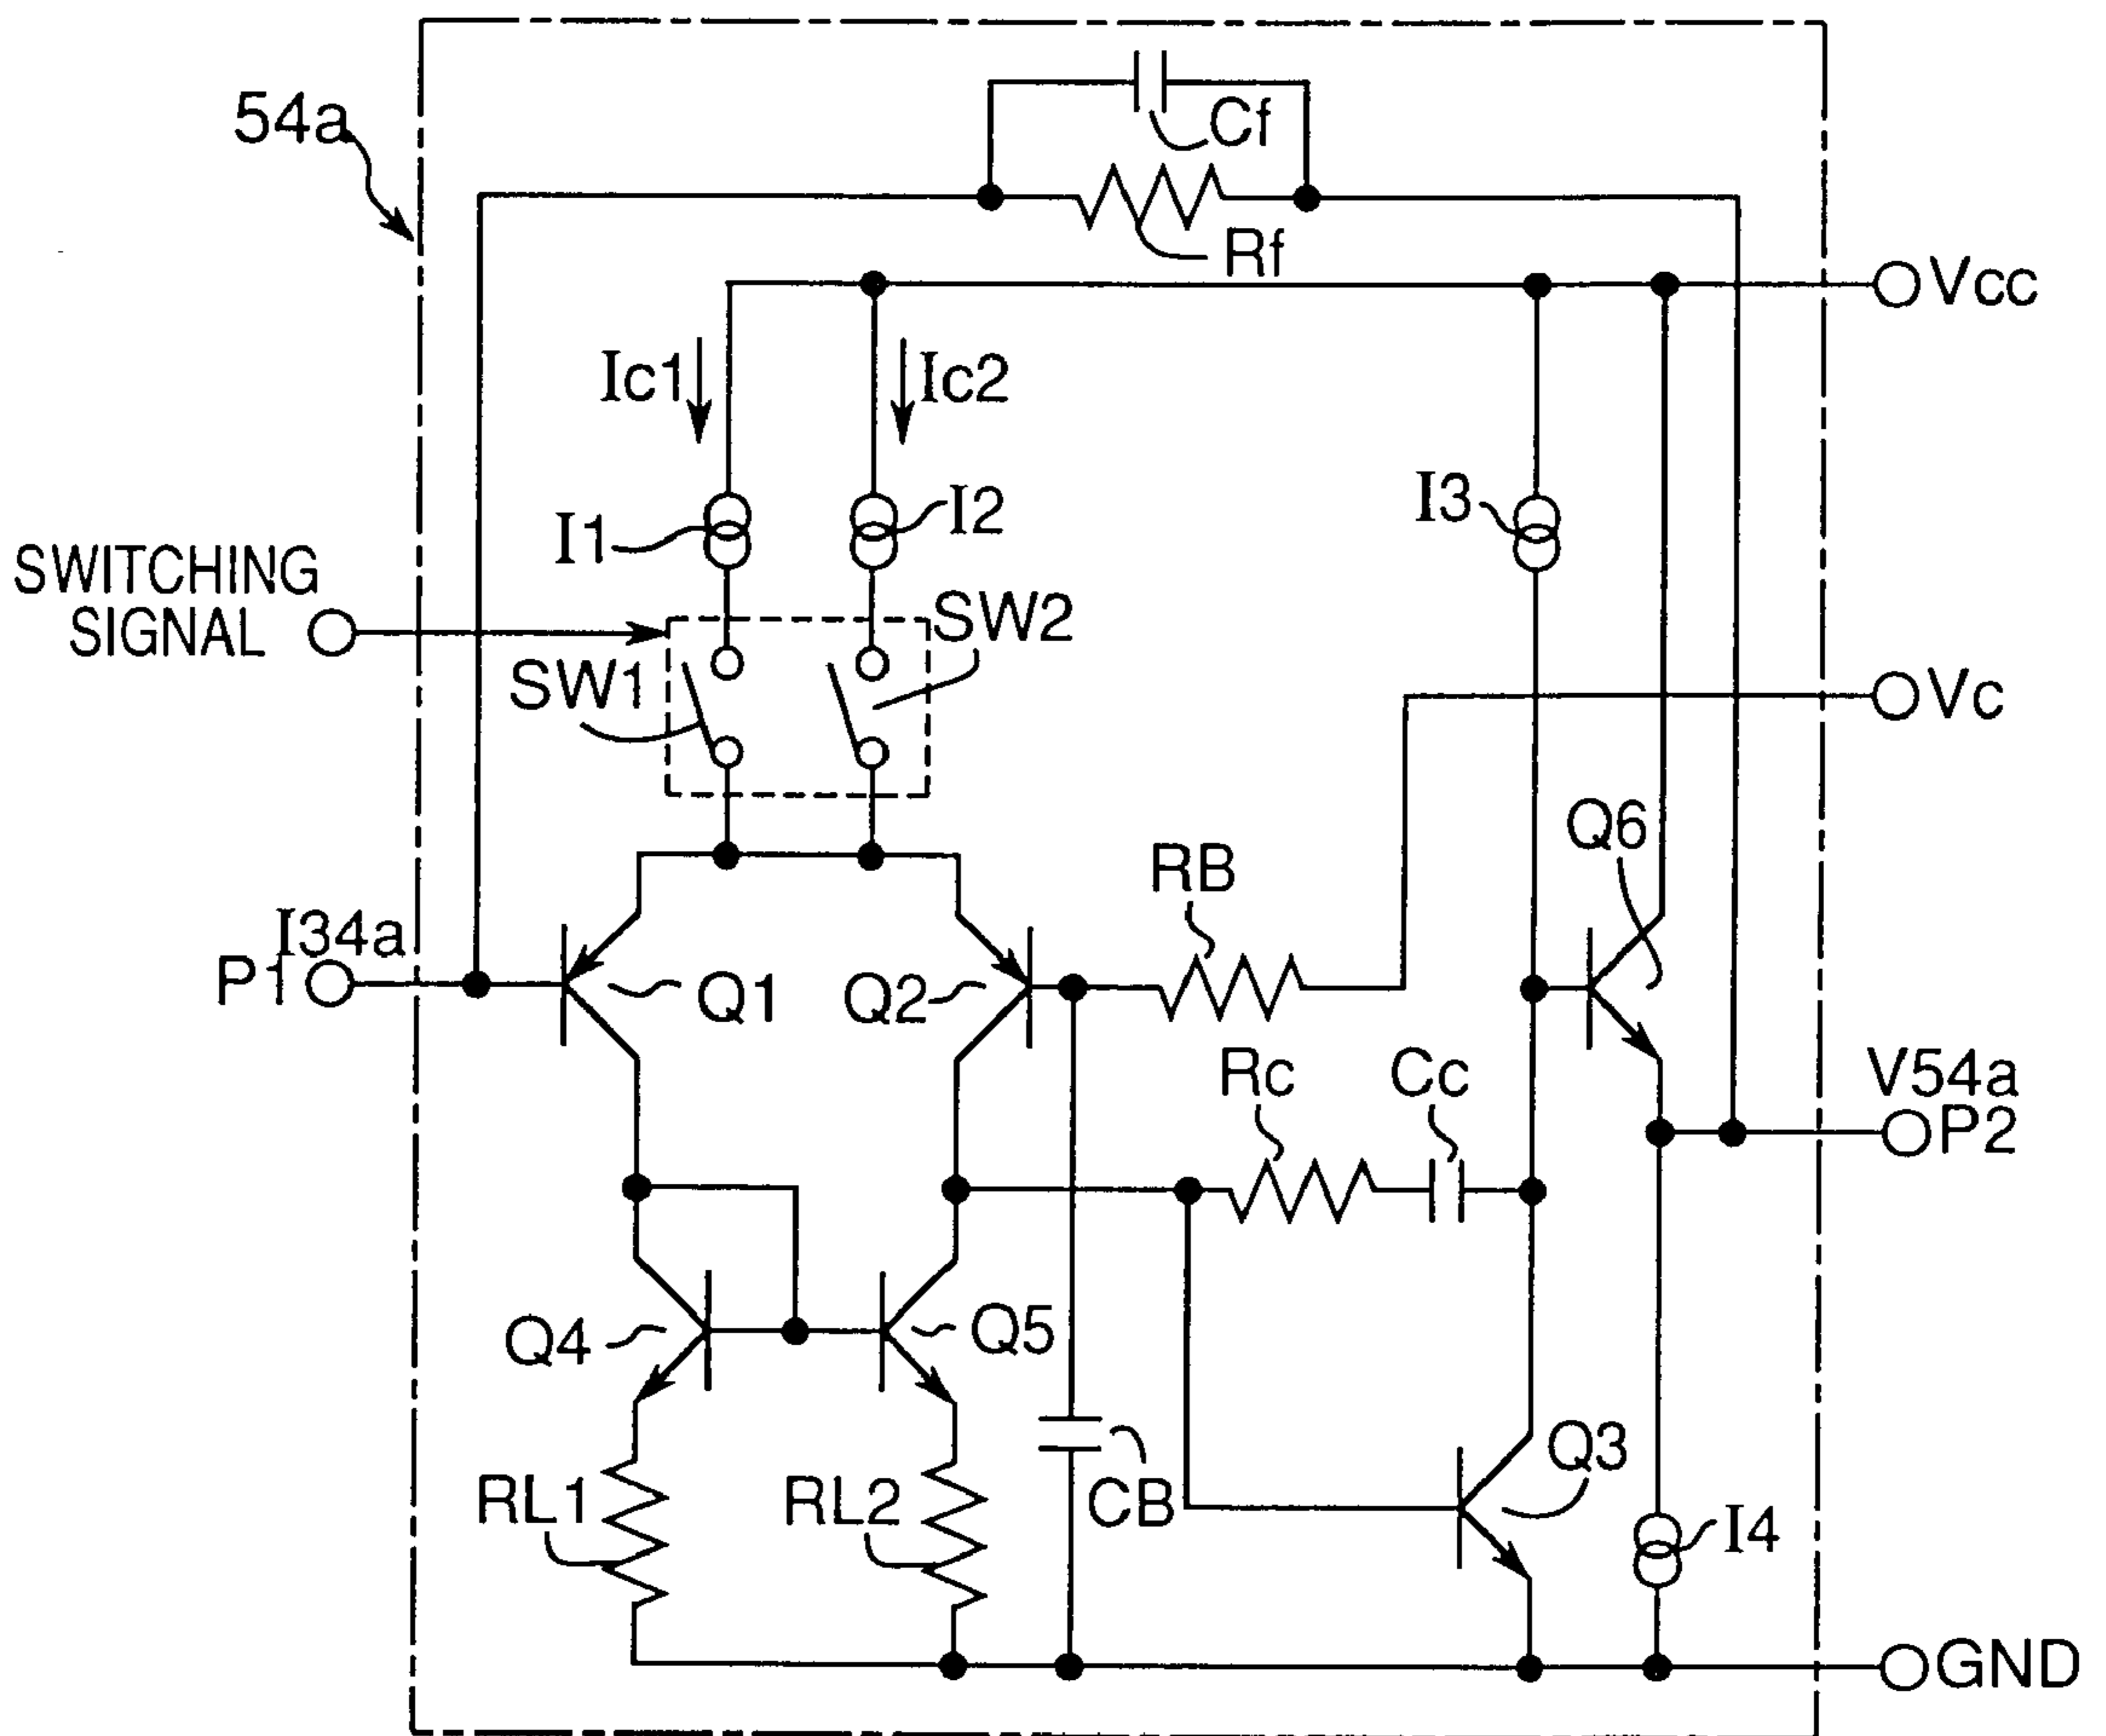 54a
Cf
Rf
Vcc
Ic1
Ic2
I1
I2
I3
SWITCHING
SIGNAL
SW1
SW2
Vc
Q6
RB
I34a
P1
Q1
Q2
Rc
Cc
V54a
P2
Q4
Q5
Q3
RL1
RL2
CB
I4
GND